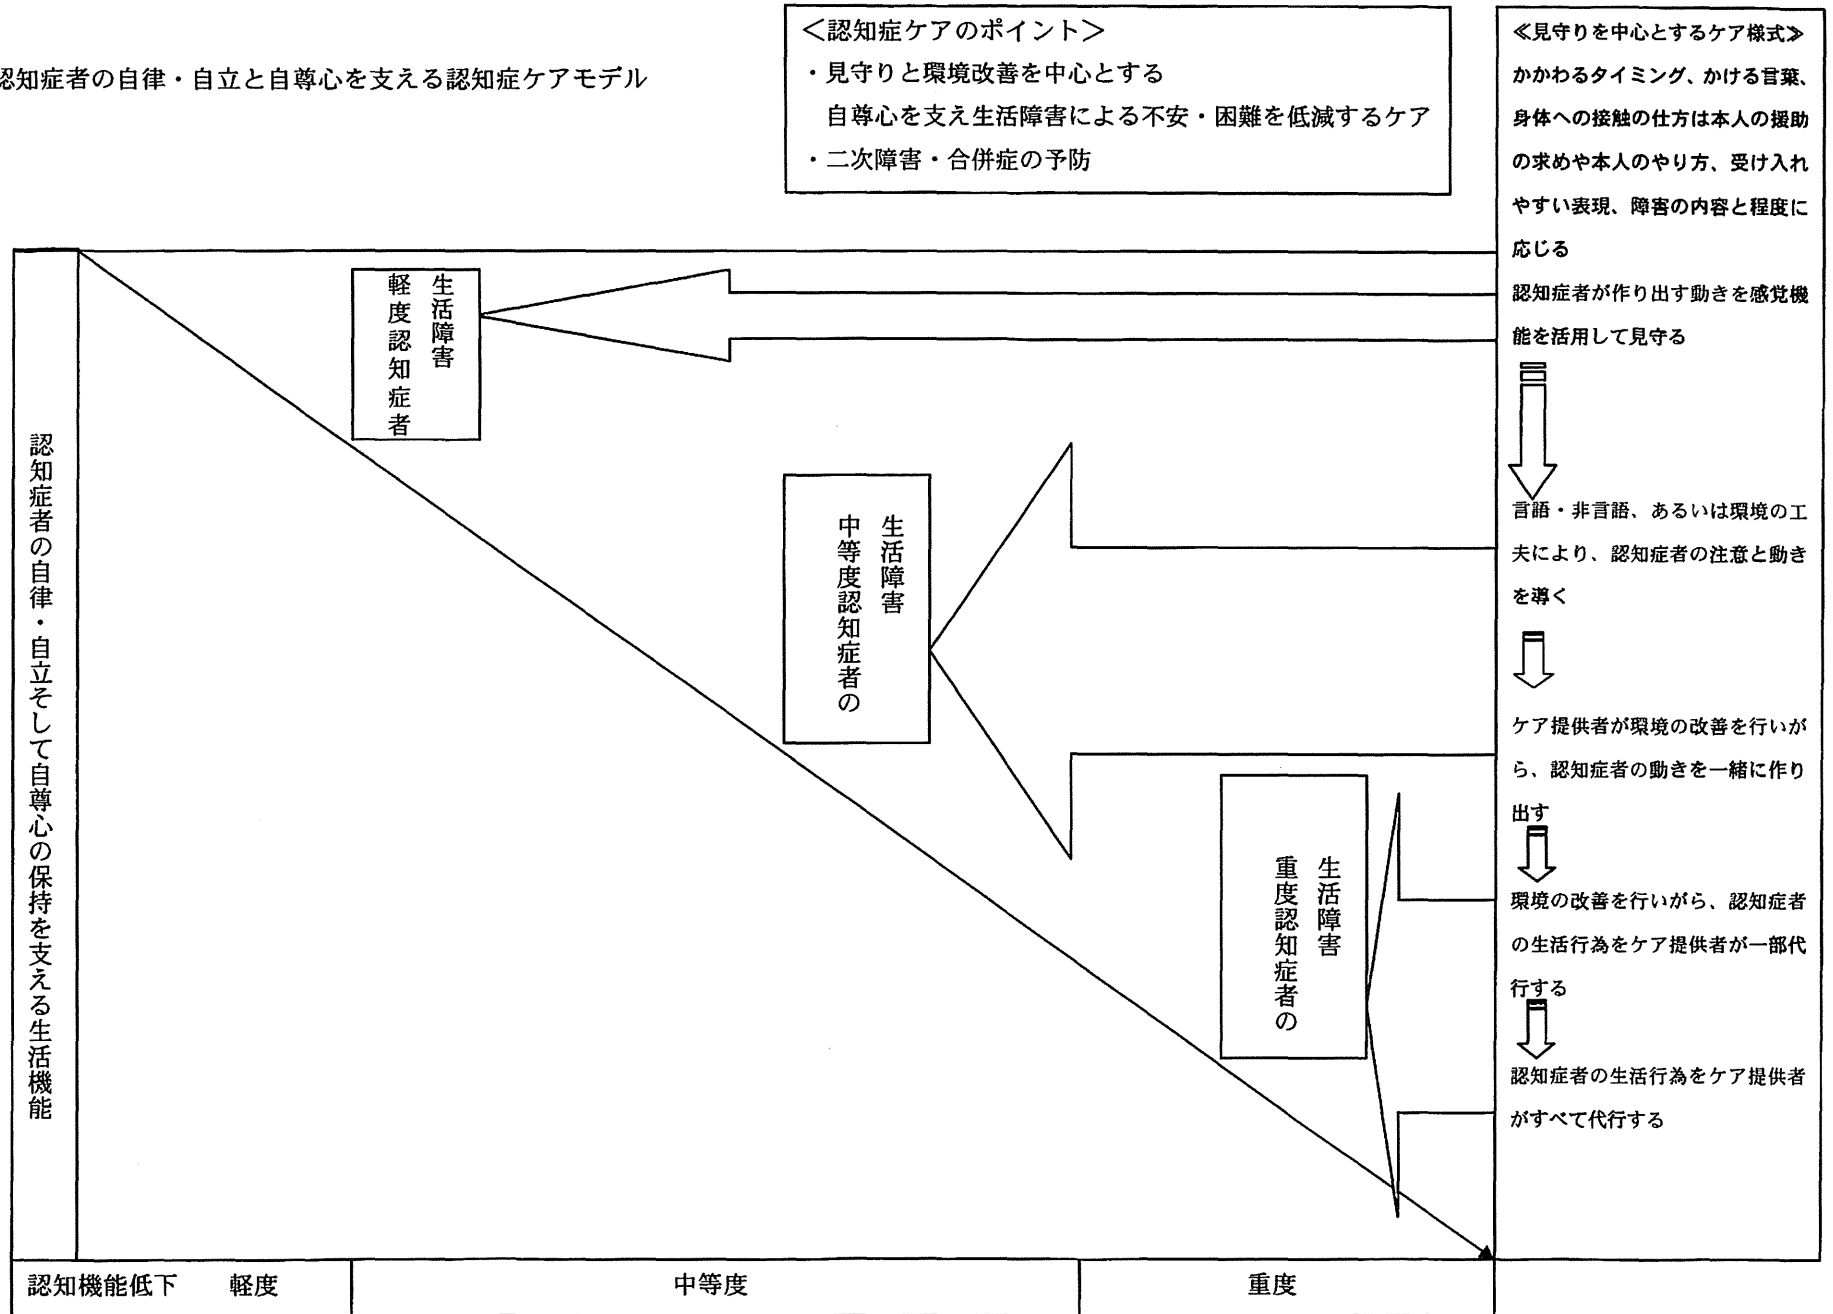 認知症者の自律・自立と自尊心を支える認知症ケアモデル
＜認知症ケアのポイント＞
・見守りと環境改善を中心とする
自尊心を支え生活障害による不安・困難を低減するケア
・二次障害・合併症の予防
≪見守りを中心とするケア様式≫
かかわるタイミング、かける言葉、
身体への接触の仕方は本人の援助
の求めや本人のやり方、受け入れ
やすい表現、障害の内容と程度に
応じる
認知症者が作り出す動きを感覚機
能を活用して見守る
言語・非言語、あるいは環境の工
夫により、認知症者の注意と動き
を導く
ケア提供者が環境の改善を行いが
ら、認知症者の動きを一緒に作り
出す
環境の改善を行いがら、認知症者
の生活行為をケア提供者が一部代
行する
認知症者の生活行為をケア提供者
がすべて代行する
生活障害
軽度認知症者
生活障害
中等度認知症者の
生活障害
重度認知症者の
認知症者の自律・自立そして自尊心の保持を支える生活機能
認知機能低下　軽度
中等度
重度